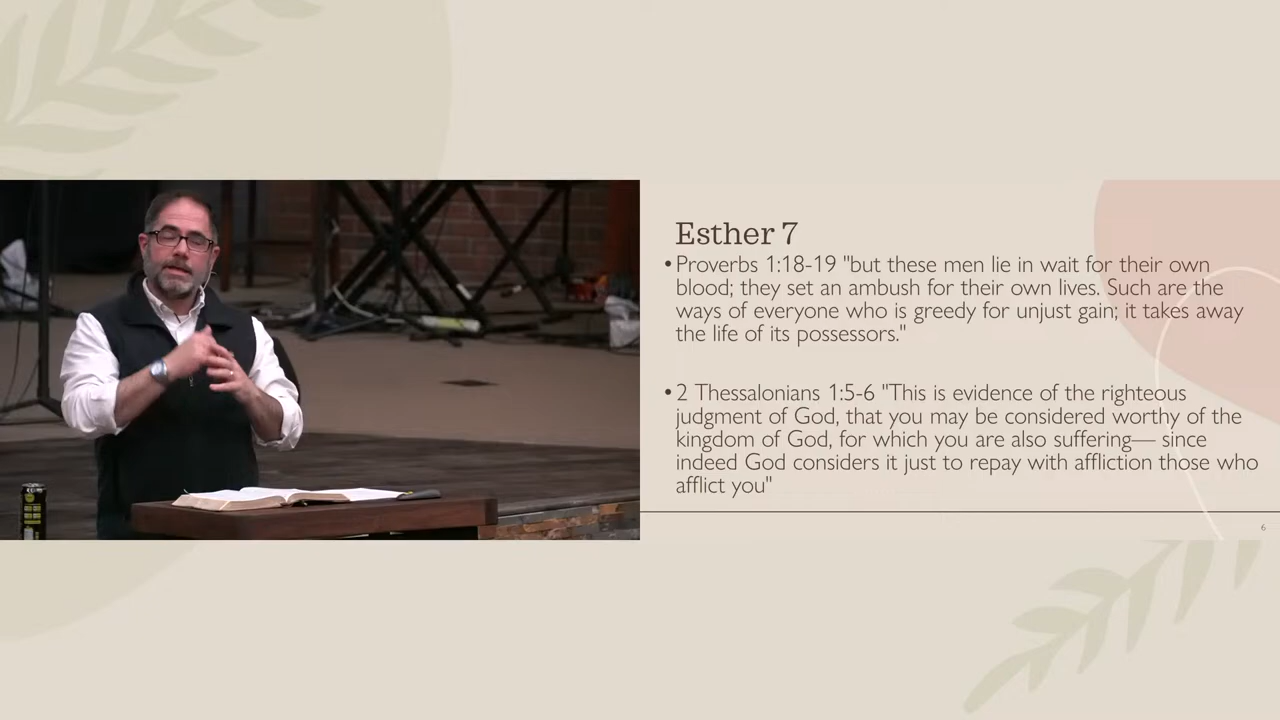 Esther 7
•Proverbs 1:18-19 "but these men lie in wait for their own
blood; they set an ambush for their own lives. Such are the
ways of everyone who is greedy for unjust gain; it takes away
the life of its possessors."
•2 Thessalonians 1:5-6 "This is evidence of the righteous
judgment of God, that you may be considered worthy of the
kingdom of God, for which you are also suffering— since
indeed God considers it just to repay with affliction those who
afflict you"
6